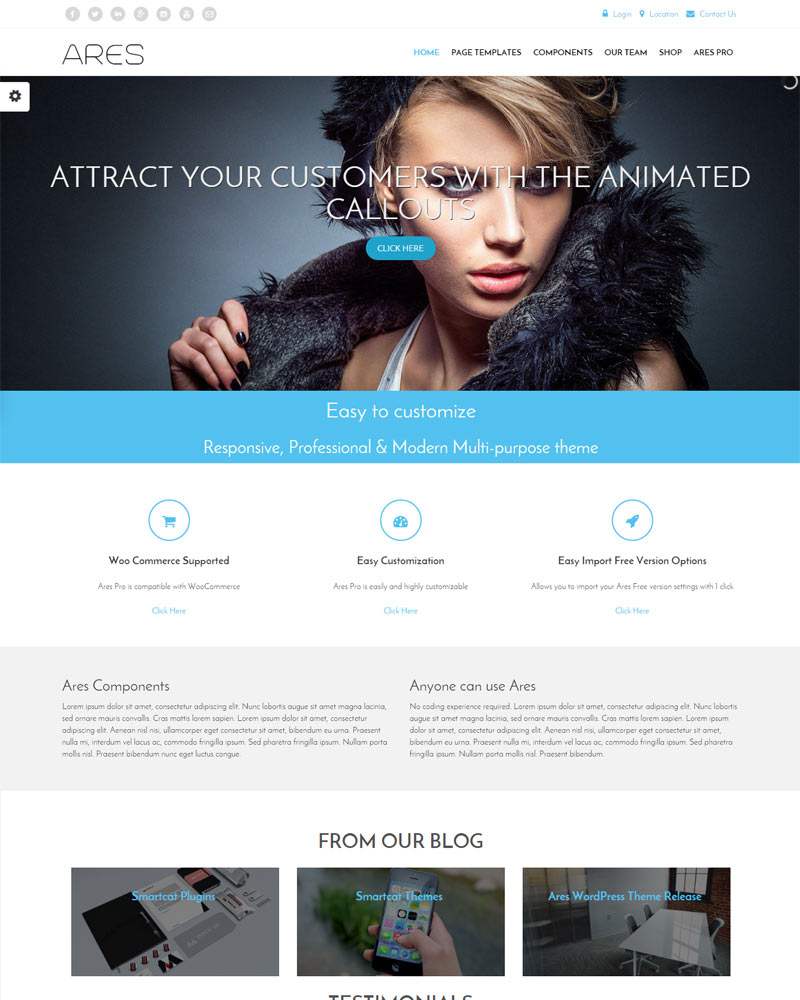 Login Location Contact Us
ARES
HOME PAGE TEMPLATES COMPONENTS OUR TEAM SHOP ARES PRO
ATTRACT YOUR CUSTOMERS WITH THE ANIMATED
CALLOUTS
CLICK HERE
Easy to customize
Responsive, Professional & Modern Multi-purpose theme
Woo Commerce Supported
Ares Pro is compatible with WooCommerce
Click Here
Easy Customization
Ares Pro is easily and highly customizable
Click Here
Easy Import Free Version Options
Allows you to import your Ares Free version settings with 1 click
Click Here
Ares Components
Lorem ipsum dolor sit amet, consectetur adipiscing elit. Nunc lobortis augue sit amet magna lacinia,
sed ornare mauris convallis. Cras mattis lorem sapien. Lorem ipsum dolor sit amet, consectetur
adipiscing elit. Aenean nisl nisi, ullamcorper eget consectetur sit amet, bibendum eu urna. Praesent
nulla mi, interdum vel lacus ac, commodo fringilla ipsum. Sed pharetra fringilla ipsum. Nullam porta
mollis nisl. Praesent bibendum nunc eget luctus congue.
Anyone can use Ares
No coding experience required. Lorem ipsum dolor sit amet, consectetur adipiscing elit. Nunc lobortis
augue sit amet magna lacinia, sed ornare mauris convallis. Cras mattis lorem sapien. Lorem ipsum
dolor sit amet, consectetur adipiscing elit. Aenean nisl nisi, ullamcorper eget consectetur sit amet,
bibendum eu urna. Praesent nulla mi, interdum vel lacus ac, commodo fringilla ipsum. Sed pharetra
fringilla ipsum. Nullam porta mollis nisl. Praesent bibendum.
FROM OUR BLOG
Smartcat Plugins
Smartcat Themes
Ares WordPress Theme Release
TESTIMONIALS